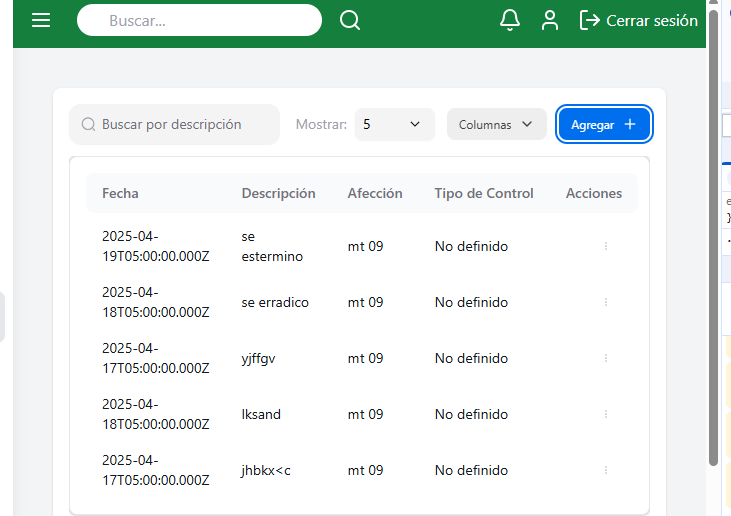 Buscar...
Cerrar sesión
Buscar por descripción
Mostrar:
5
Columnas
Agregar +
Fecha Descripción Afección Tipo de Control Acciones
2025-04-
19T05:00:00.000Z
se
estermino
mt 09
No definido
2025-04-
18T05:00:00.000Z
se erradico
mt 09
No definido
2025-04-
17T05:00:00.000Z
yjffgv
mt 09
No definido
2025-04-
18T05:00:00.000Z
lksand
mt 09
No definido
2025-04-
17T05:00:00.000Z
jhbkx<c
mt 09
No definido